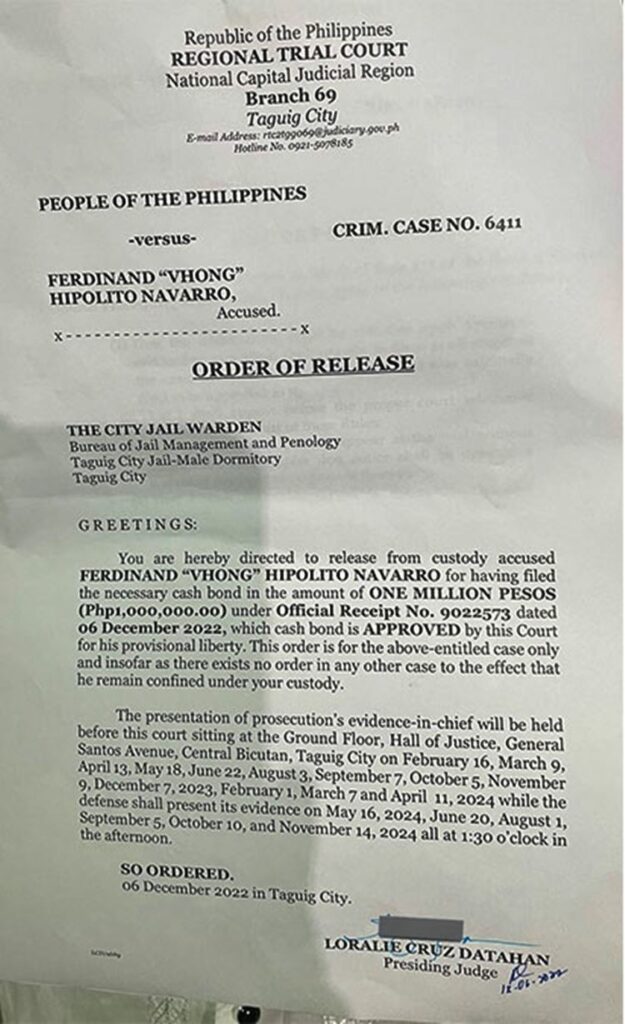 Republic of the Philippines
REGIONAL TRIAL COURT
National Capital Judicial Region
Branch 69
Taguig City
E-mail Address: rtc2tgg069@judiciary.gov.ph
Hotline No. 0921-5078185
PEOPLE OF THE PHILIPPINES
-versus-
CRIM. CASE NO. 6411
FERDINAND “VHONG”
HIPOLITO NAVARRO,
Accused.
x-------------------------x
ORDER OF RELEASE
THE CITY JAIL WARDEN
Bureau of Jail Management and Penology
Taguig City Jail-Male Dormitory
Taguig City
GREETINGS:
You are hereby directed to release from custody accused
FERDINAND “VHONG” HIPOLITO NAVARRO for having filed
the necessary cash bond in the amount of ONE MILLION PESOS
(Php1,000,000.00) under Official Receipt No. 9022573 dated
06 December 2022, which cash bond is APPROVED by this Court
for his provisional liberty. This order is for the above-entitled case only
and insofar as there exists no order in any other case to the effect that
he remain confined under your custody.
The presentation of prosecution's evidence-in-chief will be held
before this court sitting at the Ground Floor, Hall of Justice, General
Santos Avenue, Central Bicutan, Taguig City on February 16, March 9,
April 13, May 18, June 22, August 3, September 7, October 5, November
9, December 7, 2023, February 1, March 7 and April 11, 2024 while the
defense shall present its evidence on May 16, 2024, June 20, August 1,
September 5, October 10, and November 14, 2024 all at 1:30 o'clock in
the afternoon.
SO ORDERED.
06 December 2022 in Taguig City.
LORALIE CRUZ DATAHAN
Presiding Judge
12-06-2022